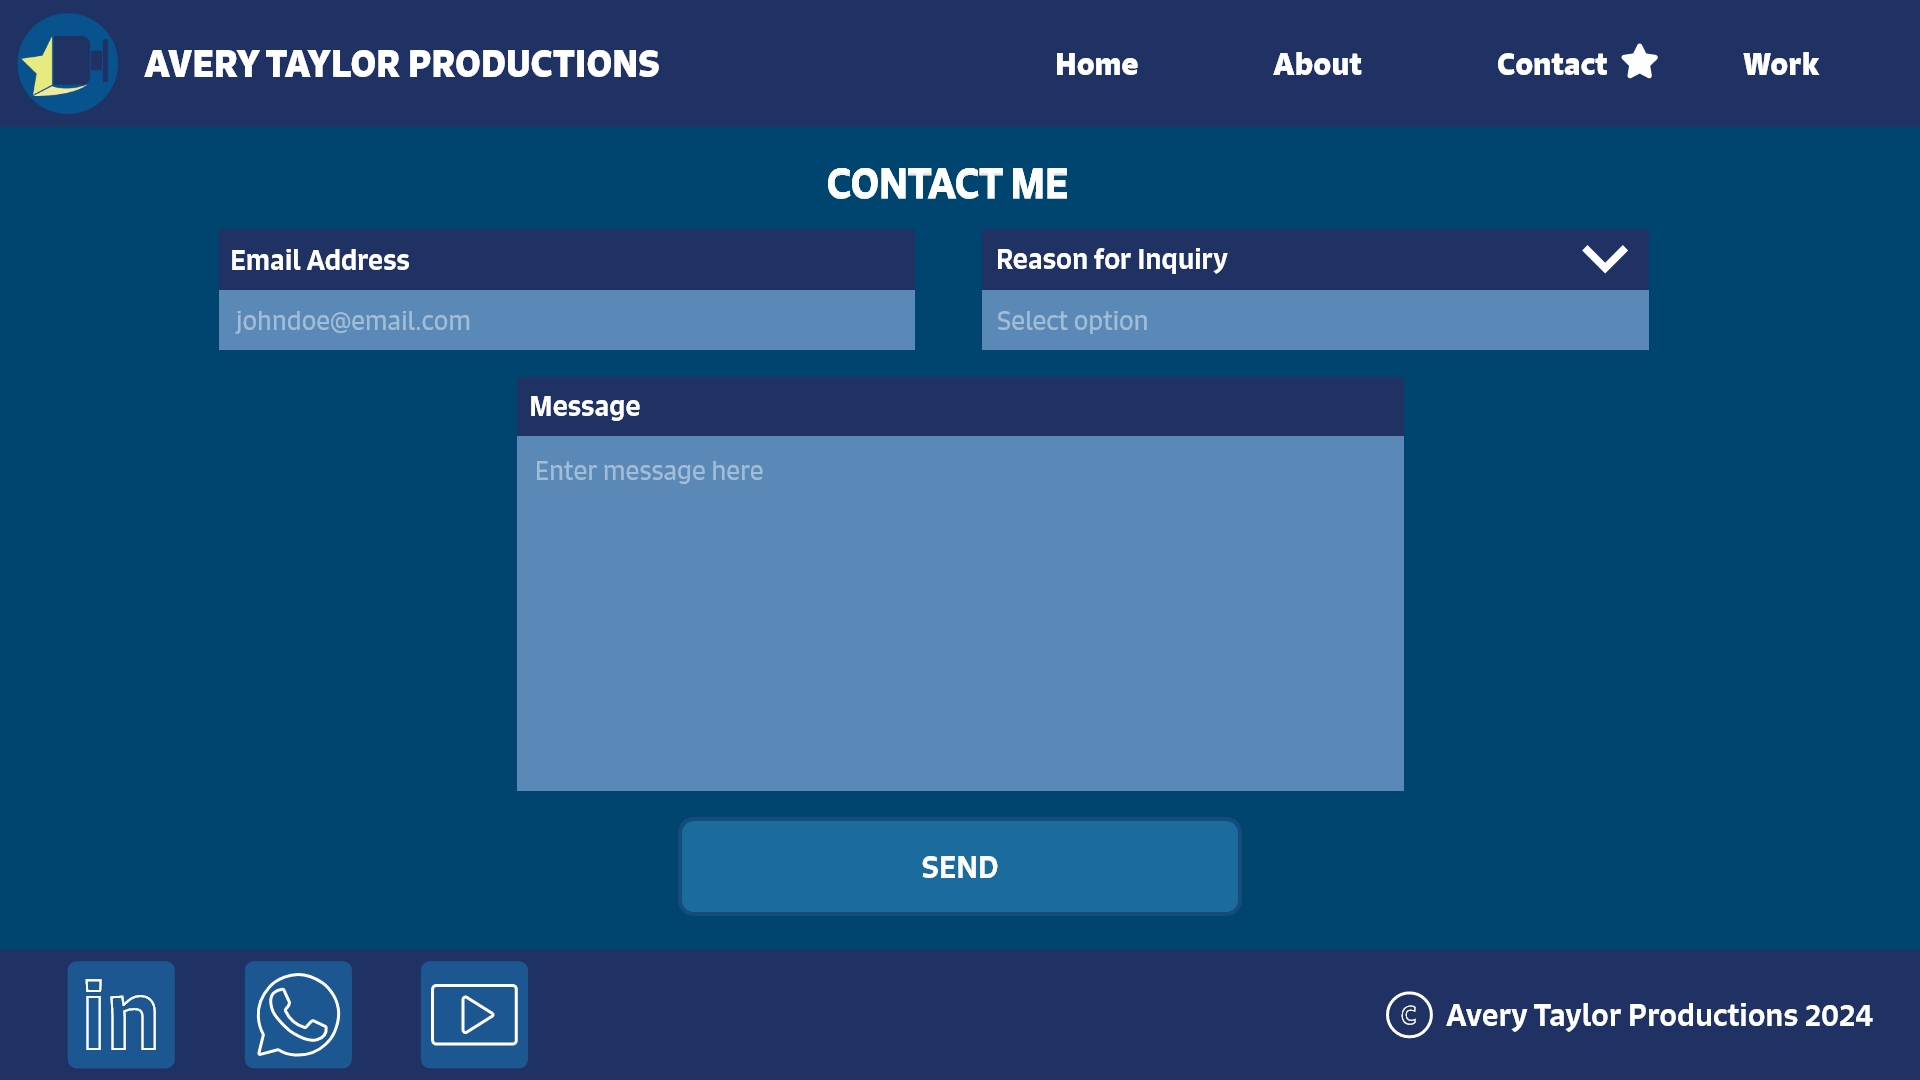 AVERY TAYLOR PRODUCTIONS
Home
About
Contact
Work
CONTACT ME
Email Address
Reason for Inquiry
johndoe@email.com
Select option
Message
Enter message here
SEND
in
© Avery Taylor Productions 2024